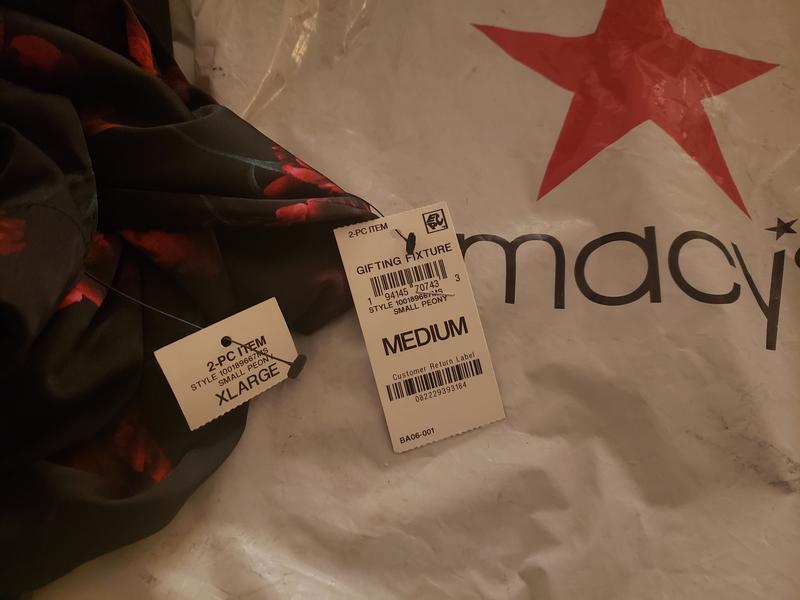 macy's
2-PC ITEM
GIFTING FIXTURE
1 94145 70743 3
STYLE 100189667MS
SMALL PEONY
MEDIUM
Customer Return Label
082229393184
BA06-001
2-PC ITEM
STYLE 100189667MS
SMALL PEONY
XLARGE